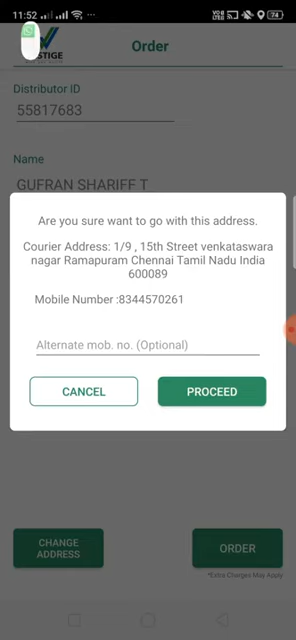 11:52
74
Order
Distributor ID
55817683
Name
GUFRAN SHARIFF T
Are you sure want to go with this address.
Courier Address: 1/9 , 15th Street venkataswara
nagar Ramapuram Chennai Tamil Nadu India
600089
Mobile Number :8344570261
Alternate mob. no. (Optional)
CANCEL
PROCEED
CHANGE
ADDRESS
ORDER
*Extra Charges May Apply